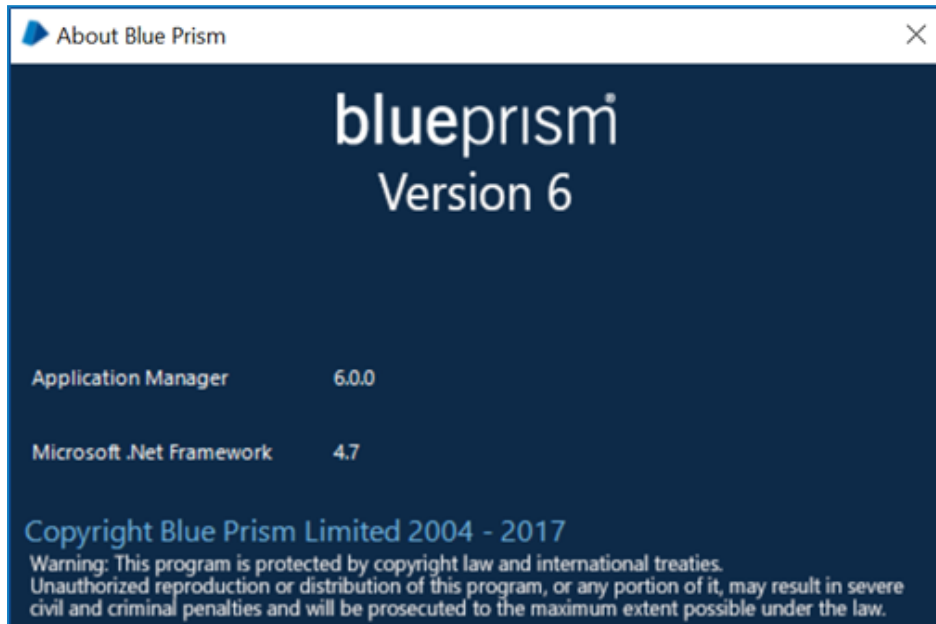 About Blue Prism
blueprism®
Version 6
Application Manager 6.0.0
Microsoft .Net Framework 4.7
Copyright Blue Prism Limited 2004 - 2017
Warning: This program is protected by copyright law and international treaties.
Unauthorized reproduction or distribution of this program, or any portion of it, may result in severe
civil and criminal penalties and will be prosecuted to the maximum extent possible under the law.